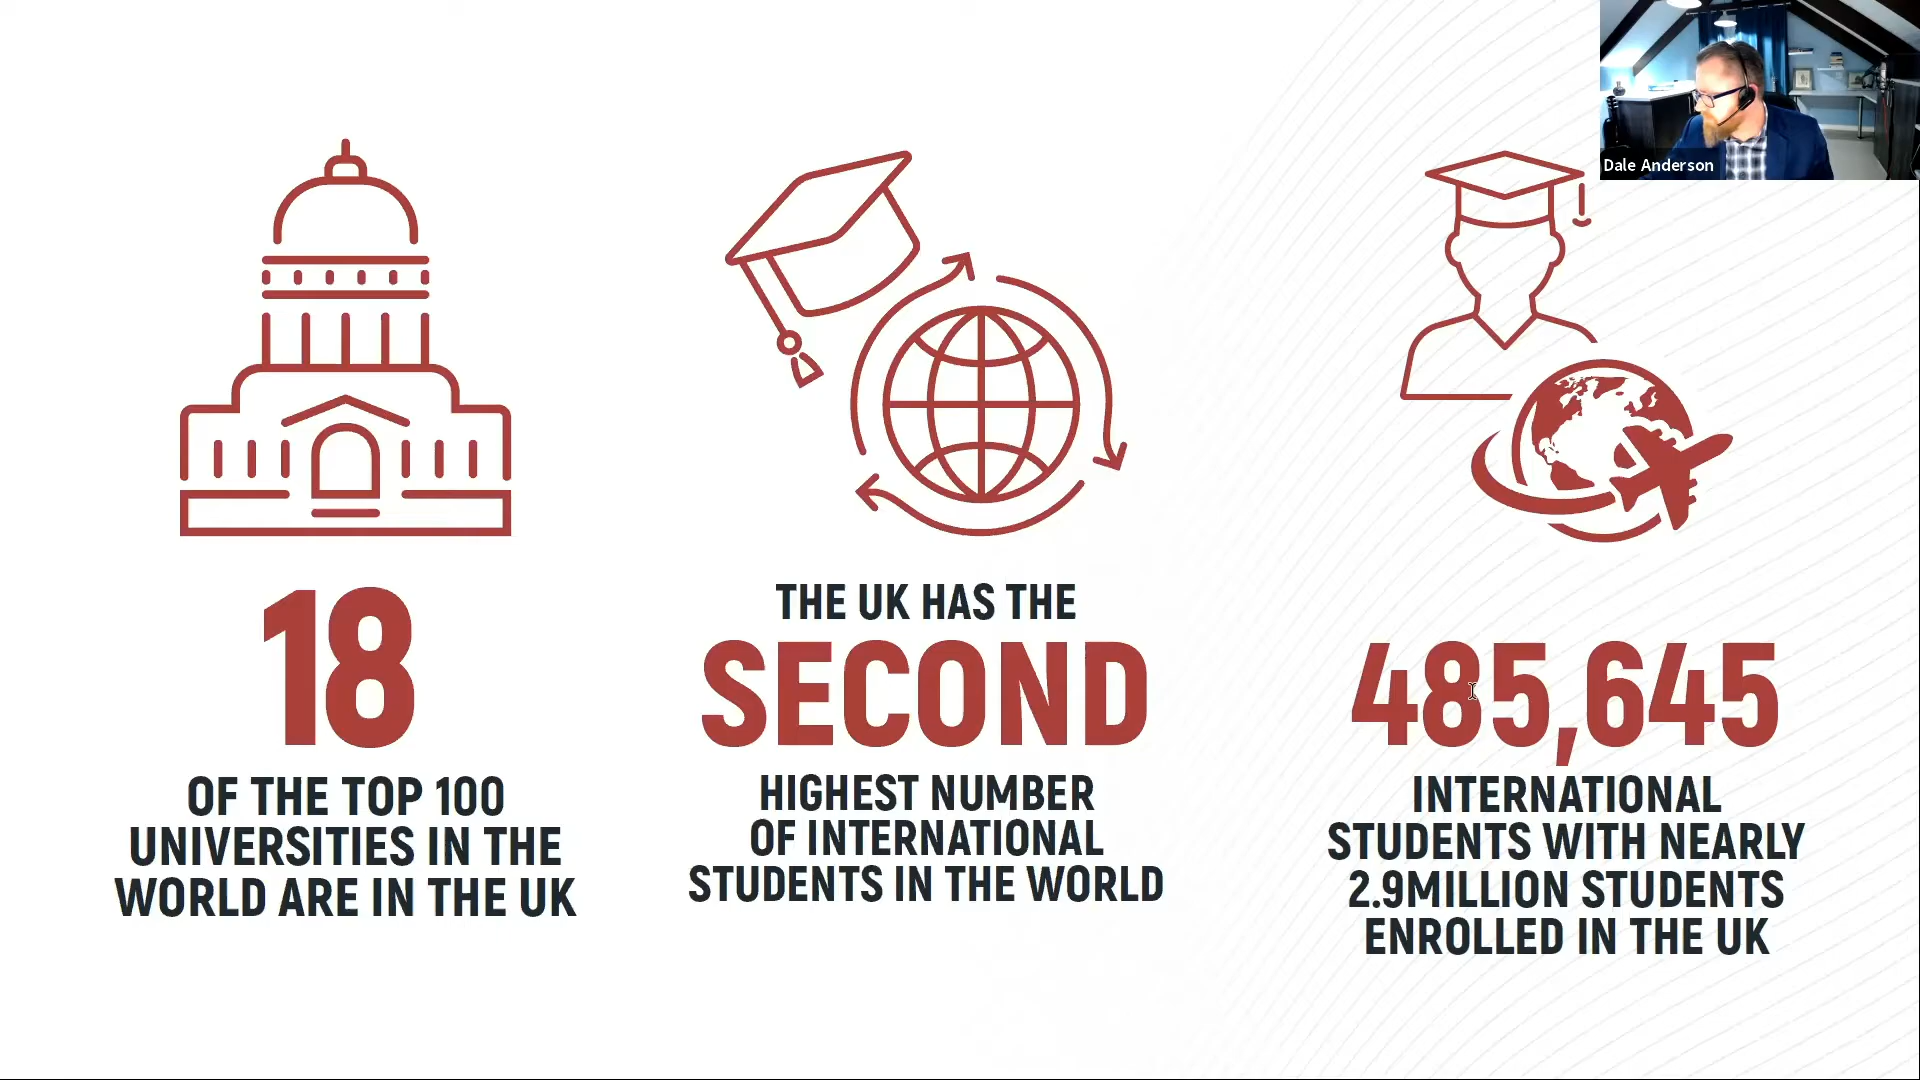 Dale Anderson
18
OF THE TOP 100
UNIVERSITIES IN THE
WORLD ARE IN THE UK
THE UK HAS THE
SECOND
HIGHEST NUMBER
OF INTERNATIONAL
STUDENTS IN THE WORLD
485,645
INTERNATIONAL
STUDENTS WITH NEARLY
2.9MILLION STUDENTS
ENROLLED IN THE UK